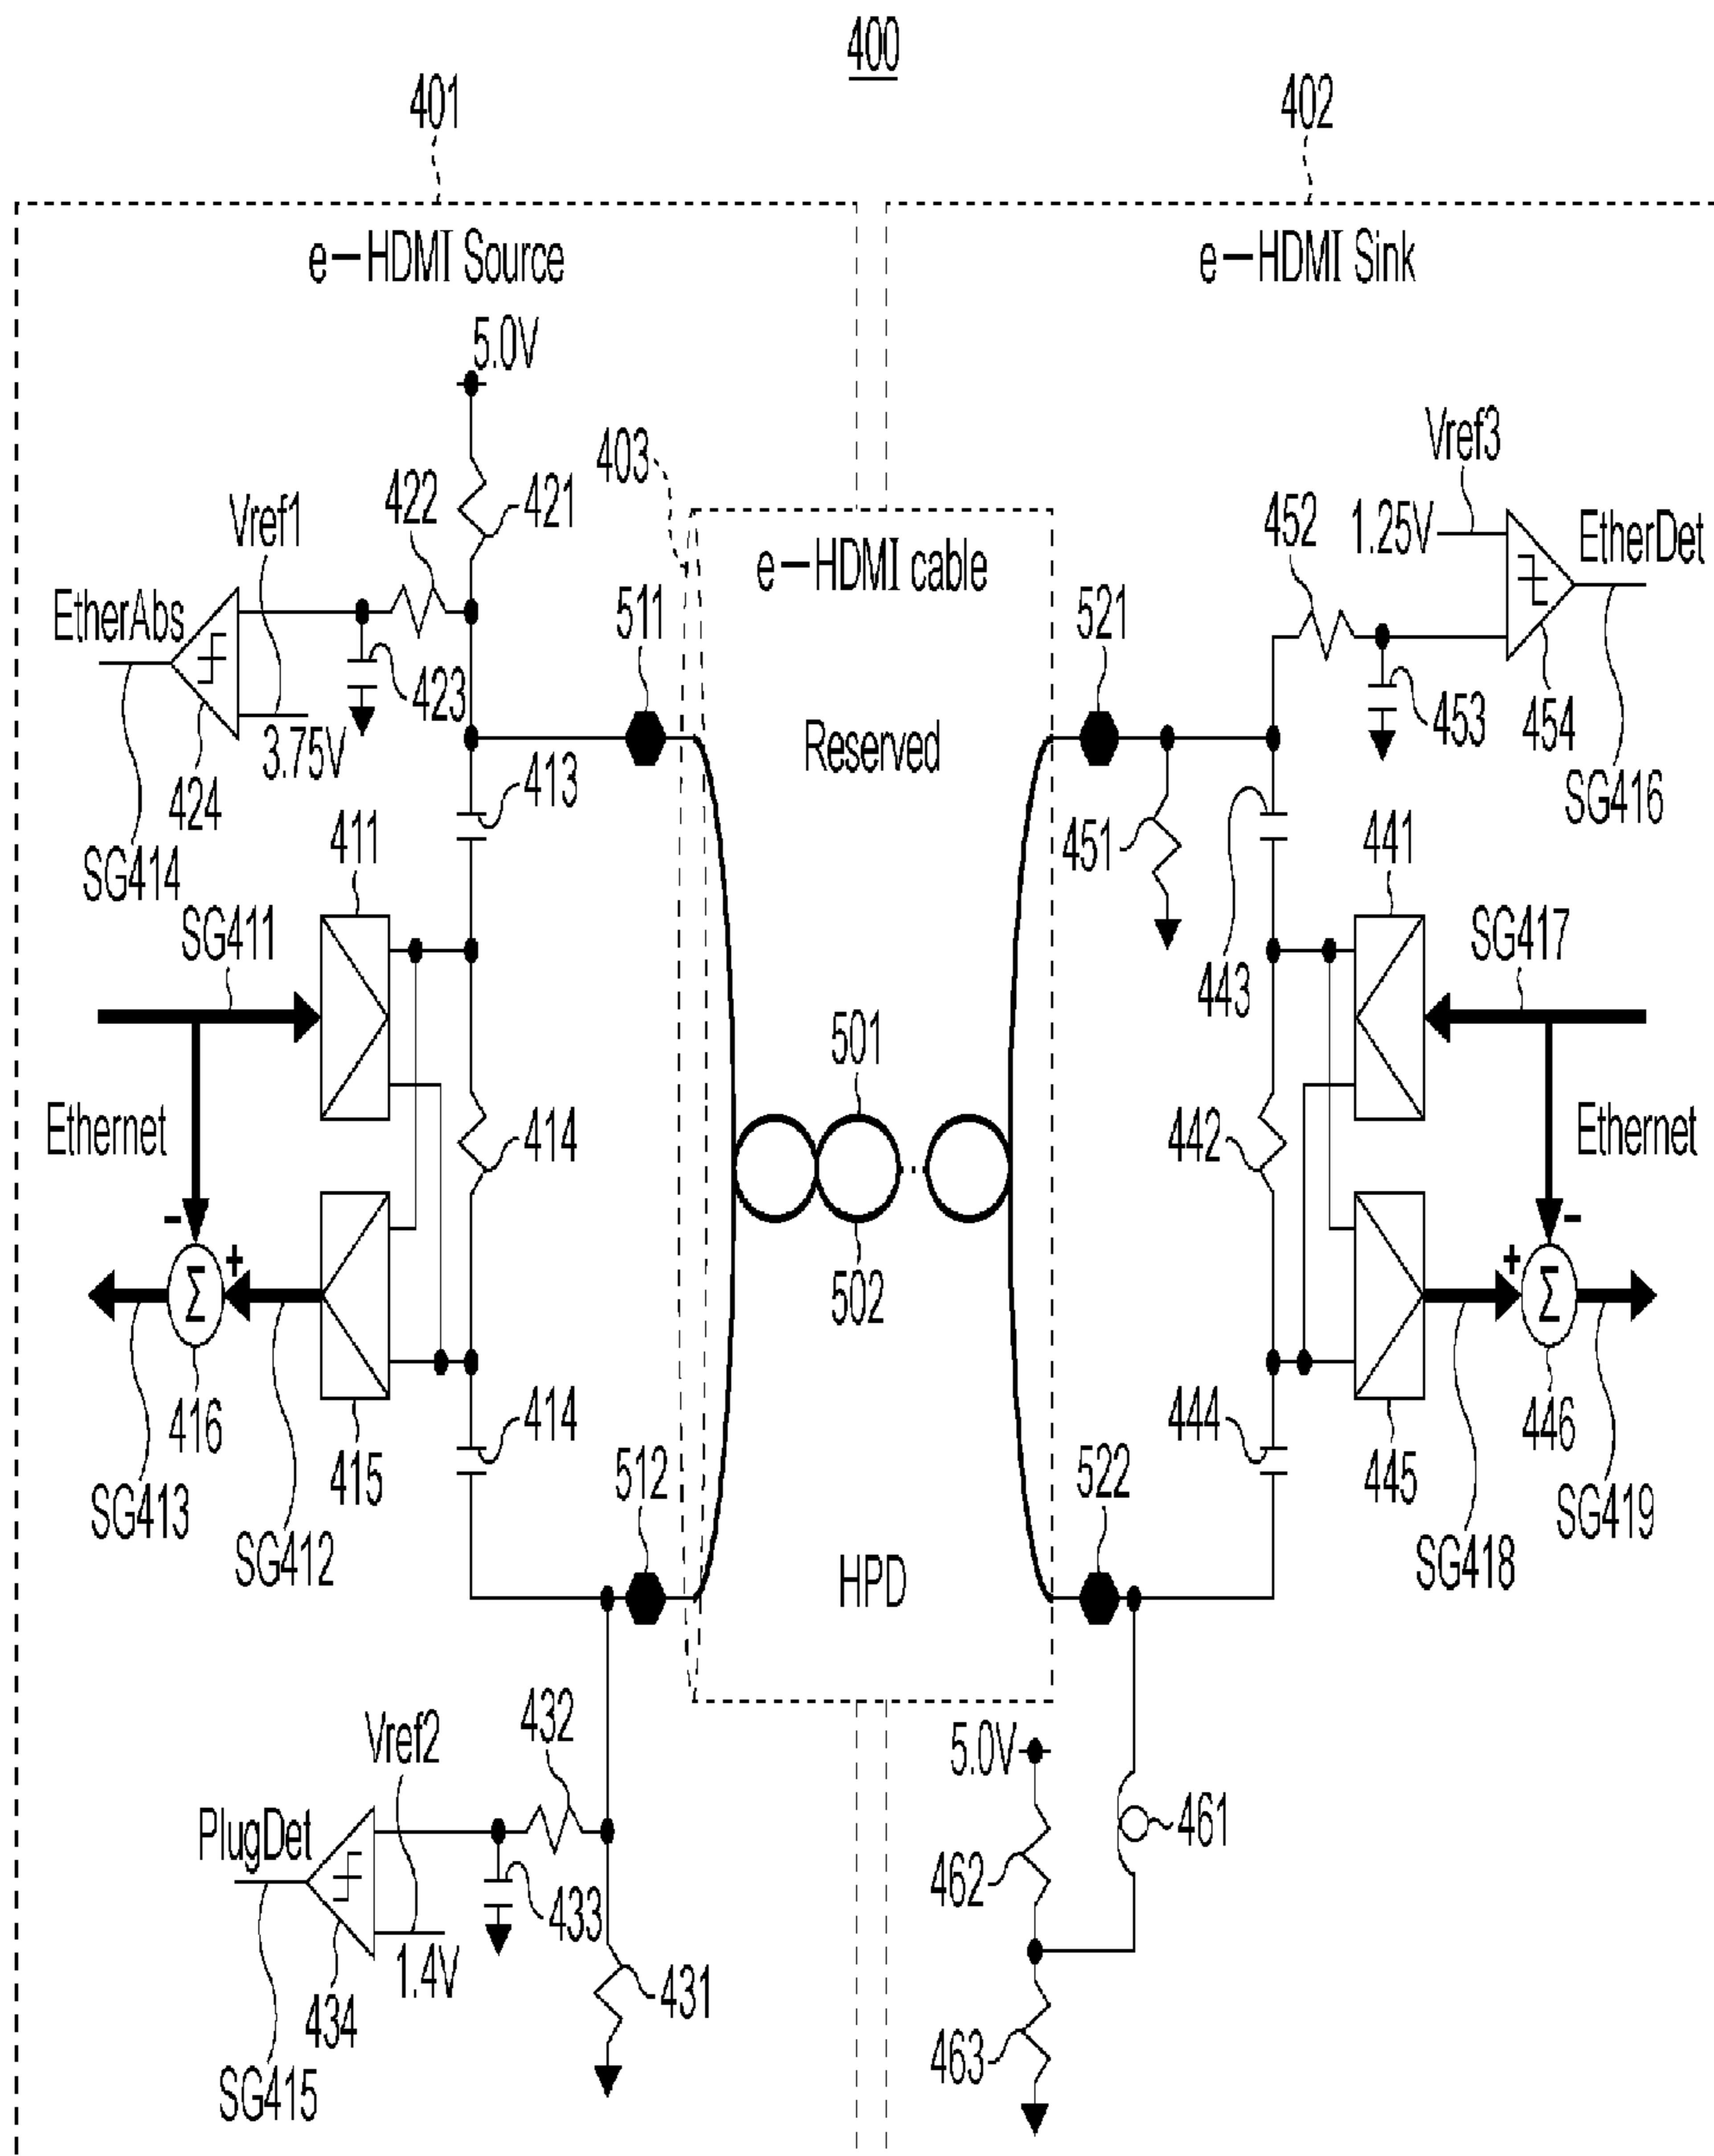 400
401
402
e-HDMI Source
e-HDMI Sink
5.0V
403
422
421
Vref1
EtherAbs
423
3.75V
424
SG414
511
e-HDMI cable
Reserved
521
Vref3
1.25V
452
EtherDet
453
454
SG416
413
411
SG411
451
443
441
SG417
Ethernet
414
501
502
442
Ethernet
-
+
Σ
-
+
Σ
416
415
414
SG413
SG412
512
HPD
522
444
445
446
SG418
SG419
432
Vref2
PlugDet
433
1.4V
434
431
SG415
5.0V
461
462
463